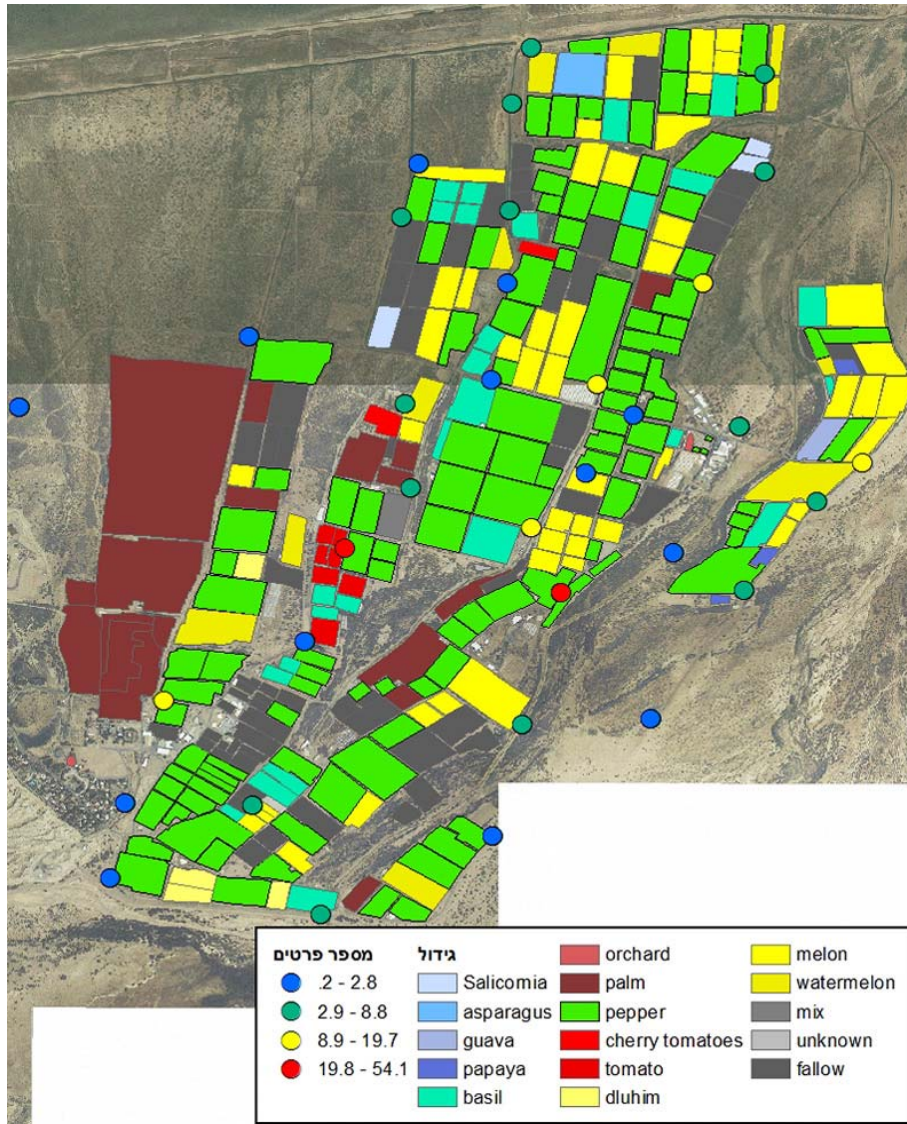 מספר פרטים
.2 - 2.8
2.9 - 8.8
8.9 - 19.7
19.8 - 54.1
גידול
Salicomia
asparagus
guava
papaya
basil
orchard
palm
pepper
cherry tomatoes
tomato
dluhim
melon
watermelon
mix
unknown
fallow